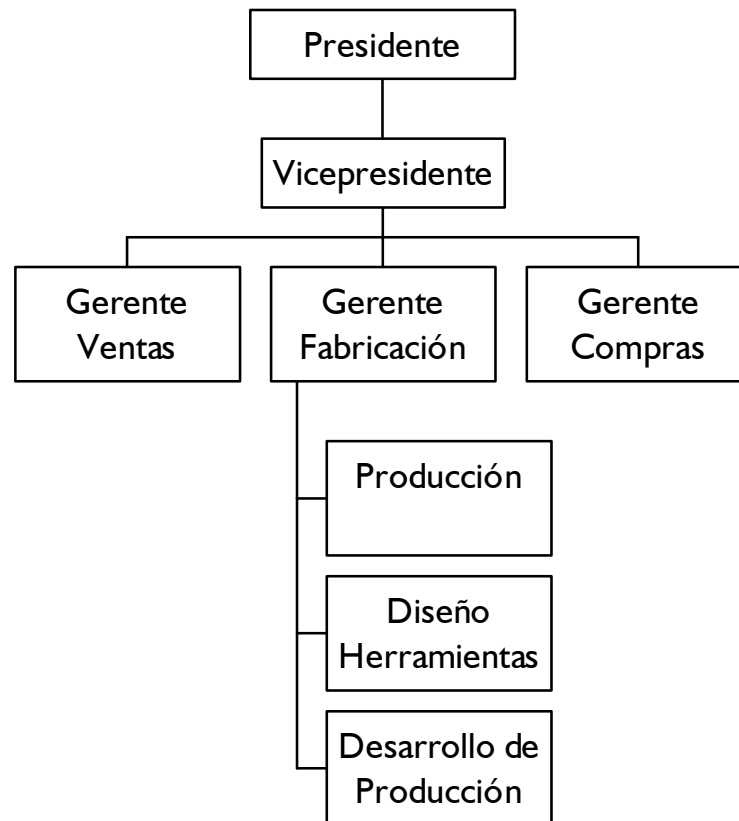 Presidente
Vicepresidente
Gerente
Ventas
Gerente
Fabricación
Gerente
Compras
Producción
Diseño
Herramientas
Desarrollo de
Producción